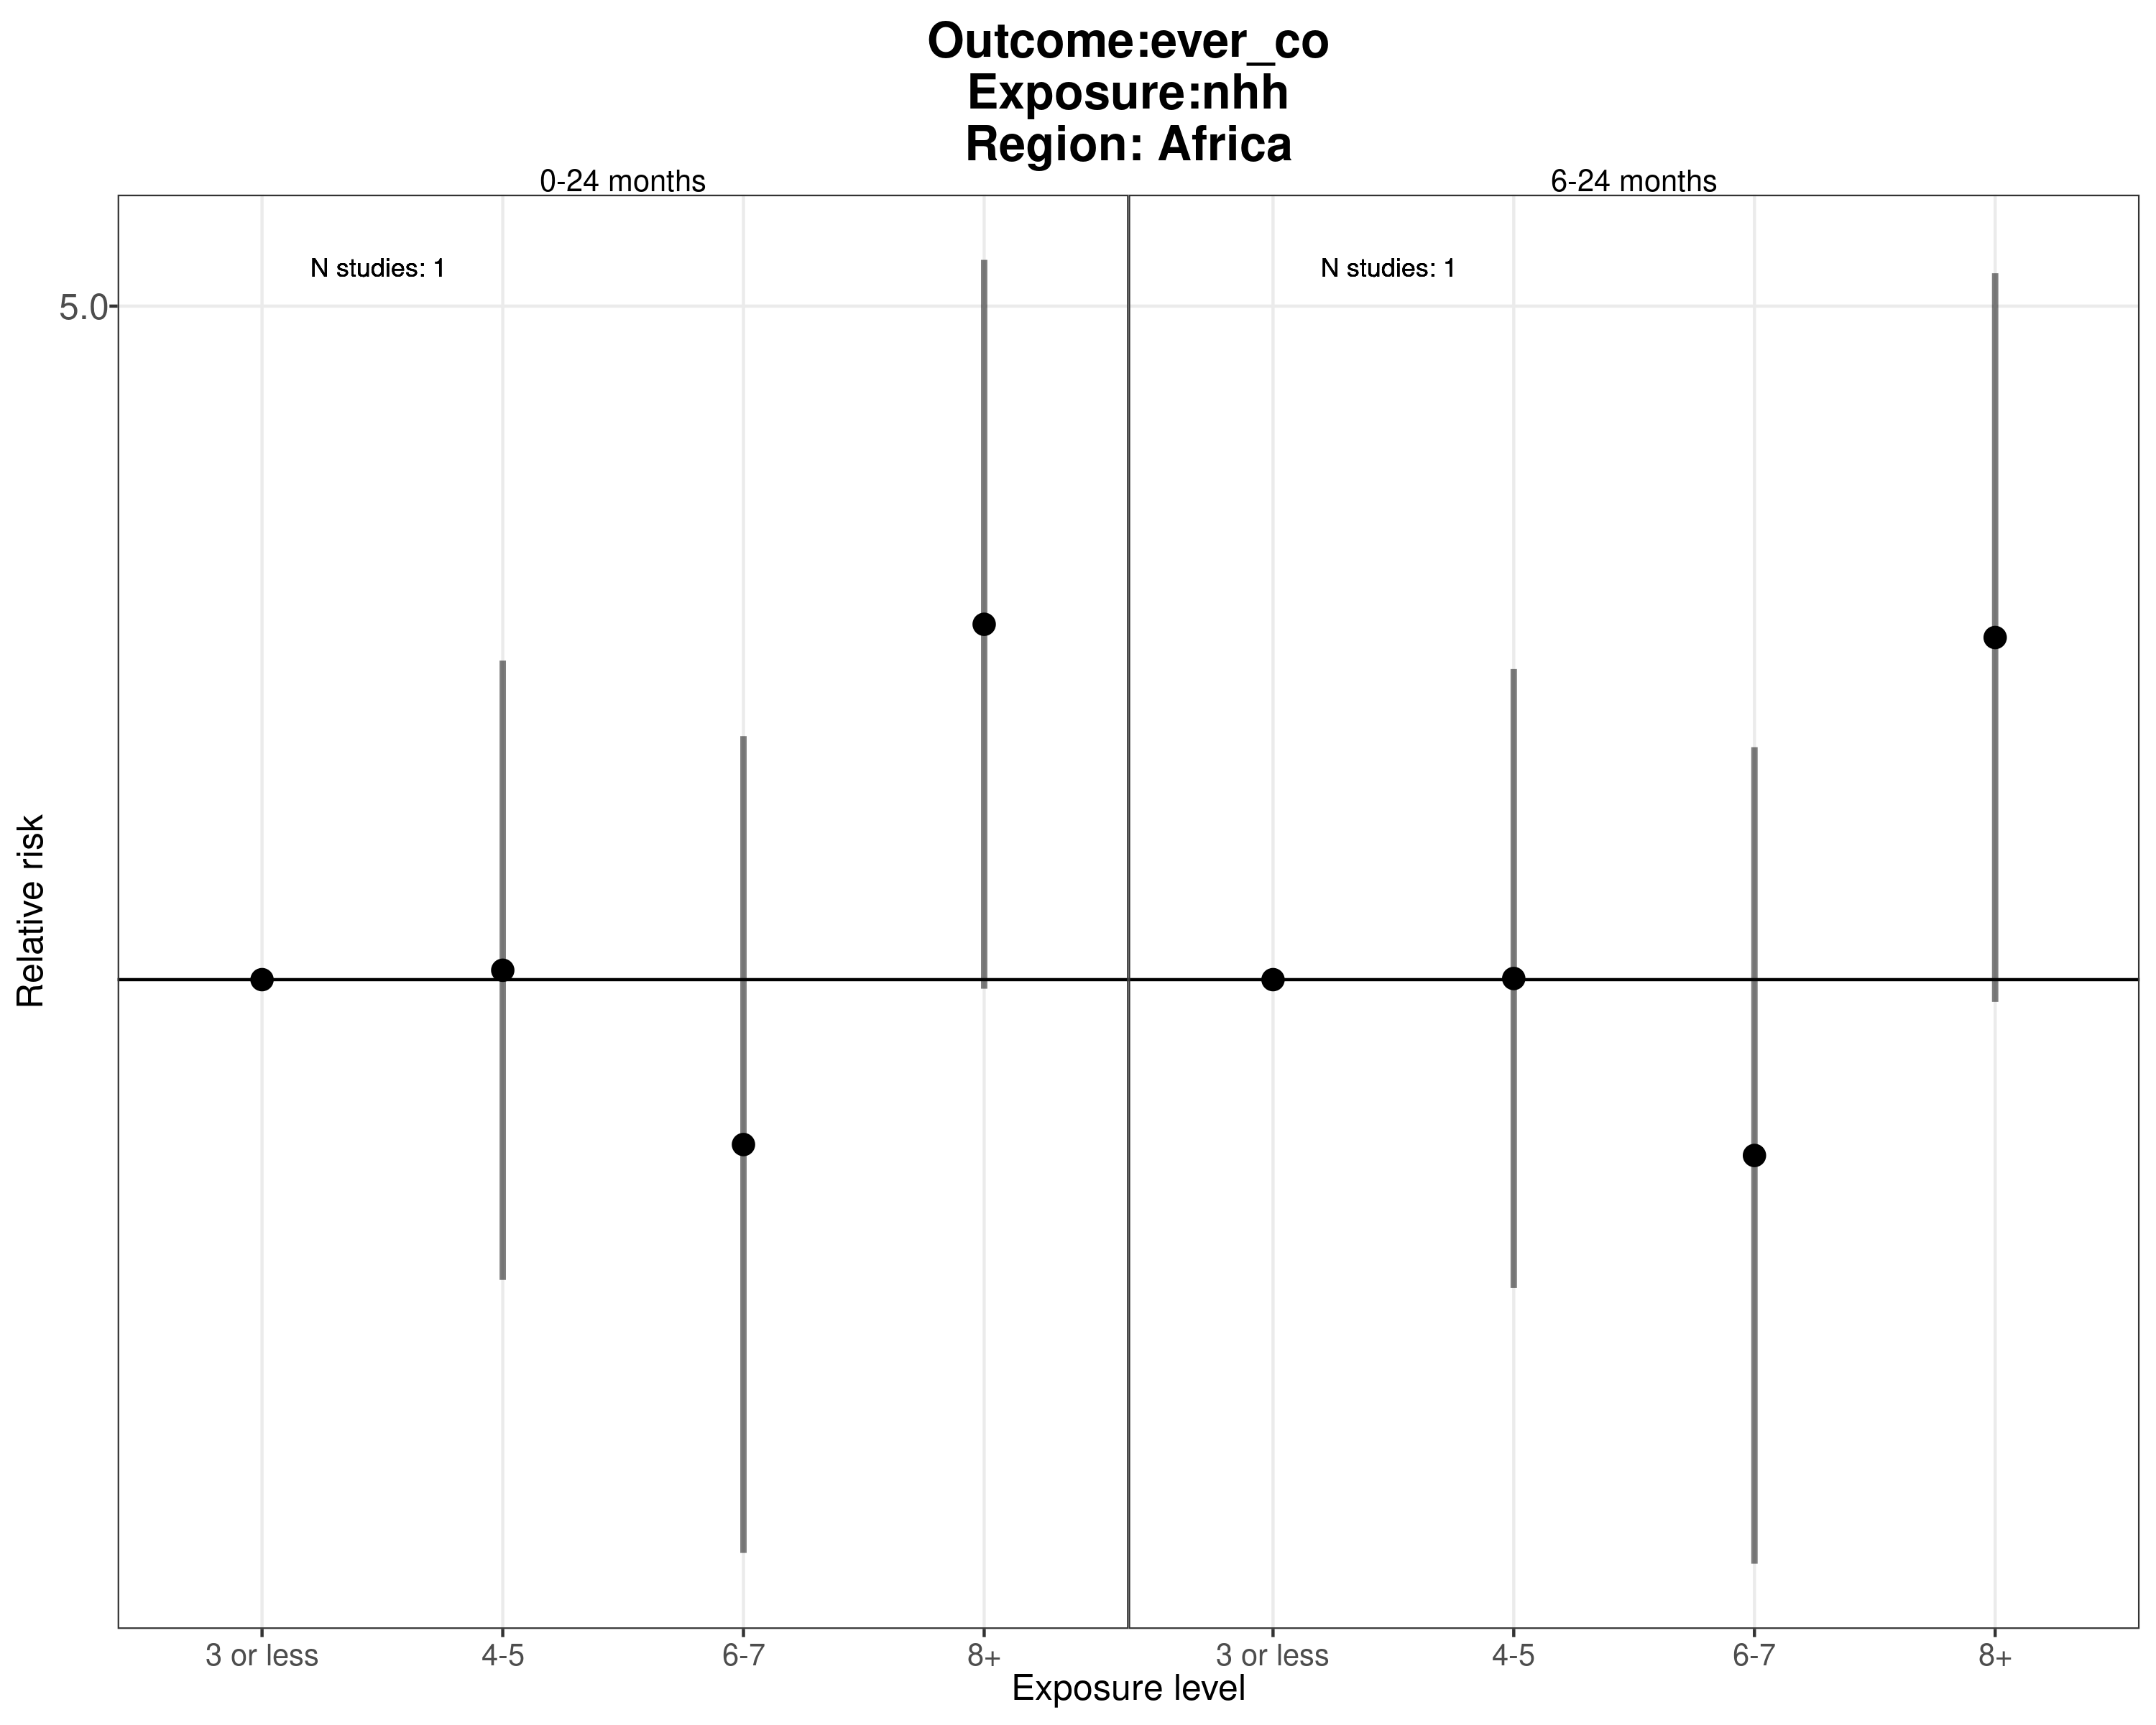 Outcome:ever_co
Exposure:nhh
Region: Africa
0-24 months
6-24 months
N studies: 1
N studies: 1
5.0
Relative risk
3 or less
4-5
6-7
8+
3 or less
4-5
6-7
8+
Exposure level